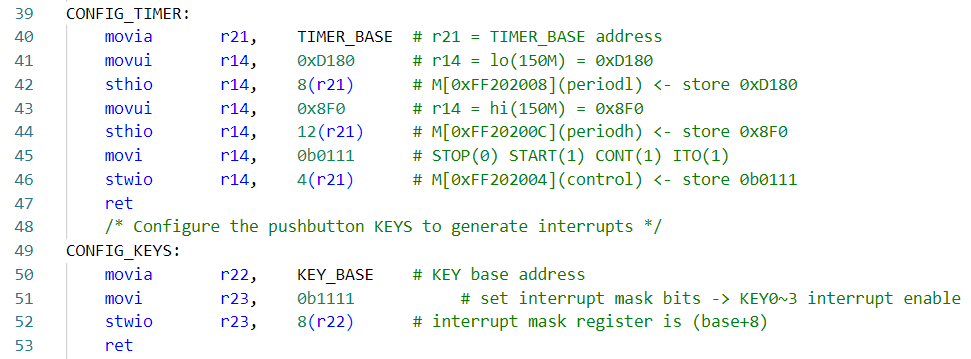 39 CONFIG_TIMER:
40 movia r21, TIMER_BASE # r21 = TIMER_BASE address
41 movui r14, 0xD180 # r14 = lo(150M) = 0xD180
42 sthio r14, 8(r21) # M[0xFF202008](periodl) <- store 0xD180
43 movui r14, 0x8F0 # r14 = hi(150M) = 0x8F0
44 sthio r14, 12(r21) # M[0xFF20200C](periodh) <- store 0x8F0
45 movi r14, 0b0111 # STOP(0) START(1) CONT(1) ITO(1)
46 stwio r14, 4(r21) # M[0xFF202004](control) <- store 0b0111
47 ret
48 /* Configure the pushbutton KEYS to generate interrupts */
49 CONFIG_KEYS:
50 movia r22, KEY_BASE # KEY base address
51 movi r23, 0b1111 # set interrupt mask bits -> KEY0~3 interrupt enable
52 stwio r23, 8(r22) # interrupt mask register is (base+8)
53 ret